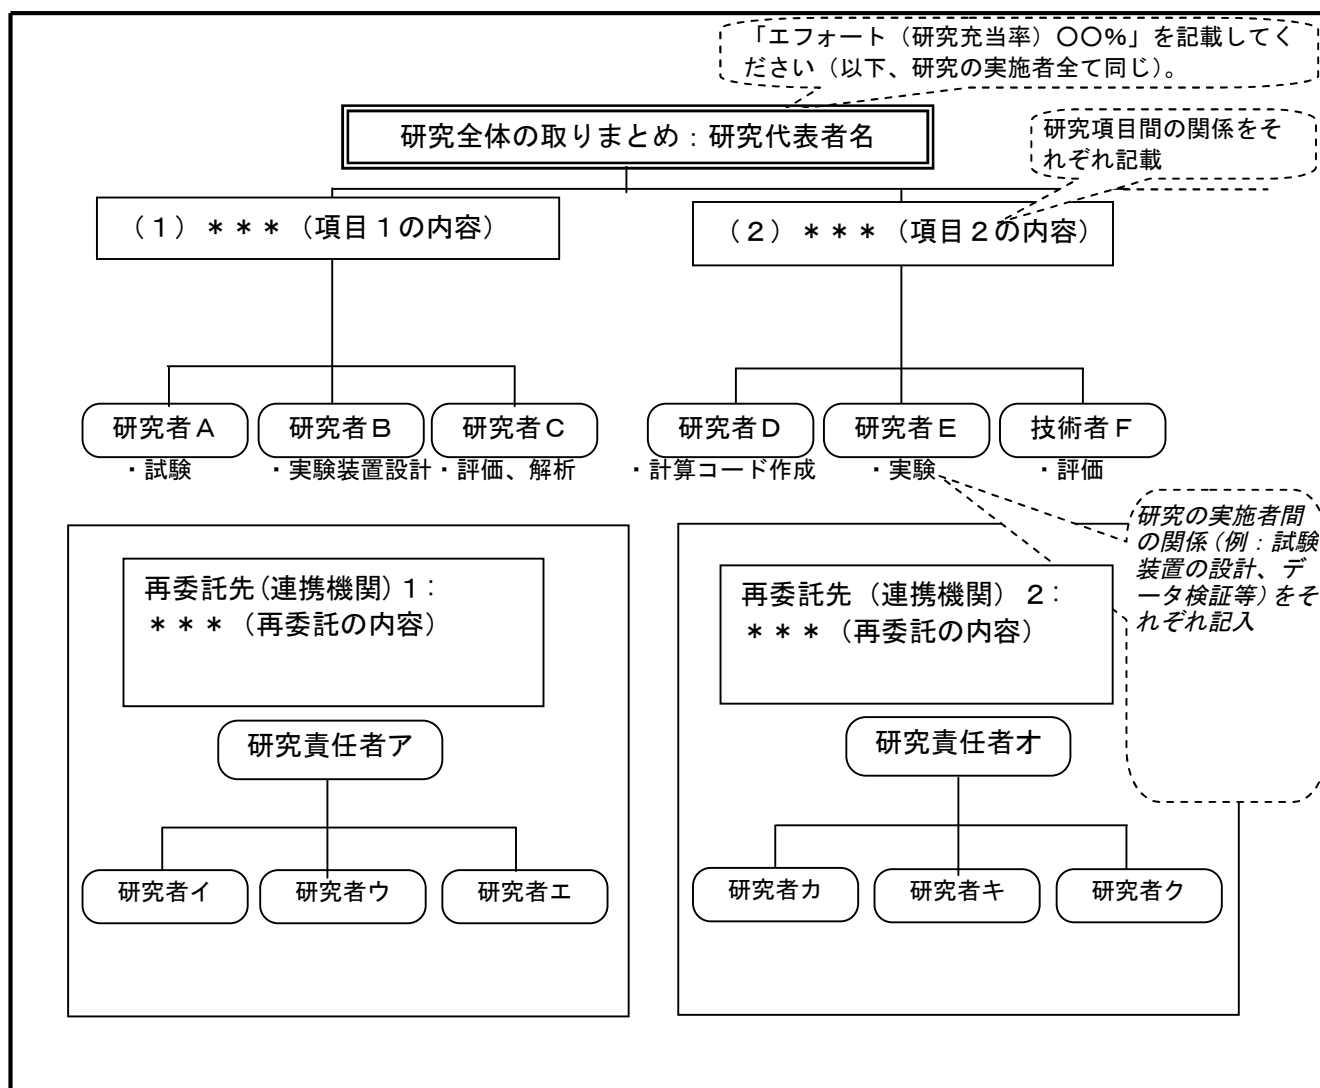 「エフォート（研究充当率）〇〇%」を記載してく
ださい（以下、研究の実施者全て同じ）。
研究全体の取りまとめ：研究代表者名
研究項目間の関係をそ
れぞれ記載
（１）＊＊＊（項目１の内容）
（２）＊＊＊（項目２の内容）
研究者Ａ
研究者Ｂ
研究者Ｃ
研究者Ｄ
研究者Ｅ
技術者Ｆ
・試験
・実験装置設計
・評価、解析
・計算コード作成
・実験
・評価
研究の実施者間
の関係（例：試験
装置の設計、デ
ータ検証等）をそ
れぞれ記入
再委託先（連携機関）１：
＊＊＊（再委託の内容）
再委託先（連携機関）２：
＊＊＊（再委託の内容）
研究責任者ア
研究責任者オ
研究者イ
研究者ウ
研究者エ
研究者カ
研究者キ
研究者ク